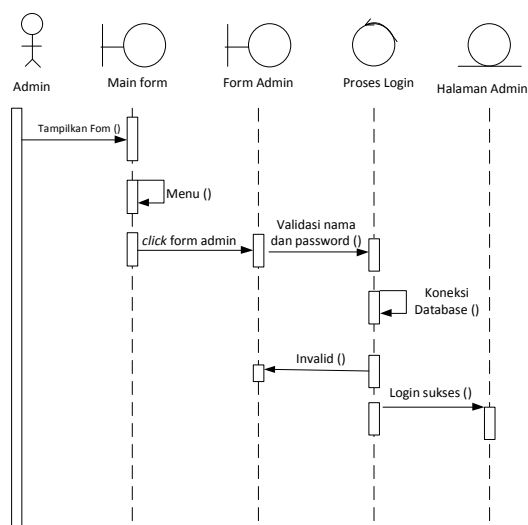 Admin
Main form
Form Admin
Proses Login
Halaman Admin
Tampilkan Fom ()
Menu ()
click form admin
Validasi nama
dan password ()
Koneksi
Database ()
Invalid ()
Login sukses ()